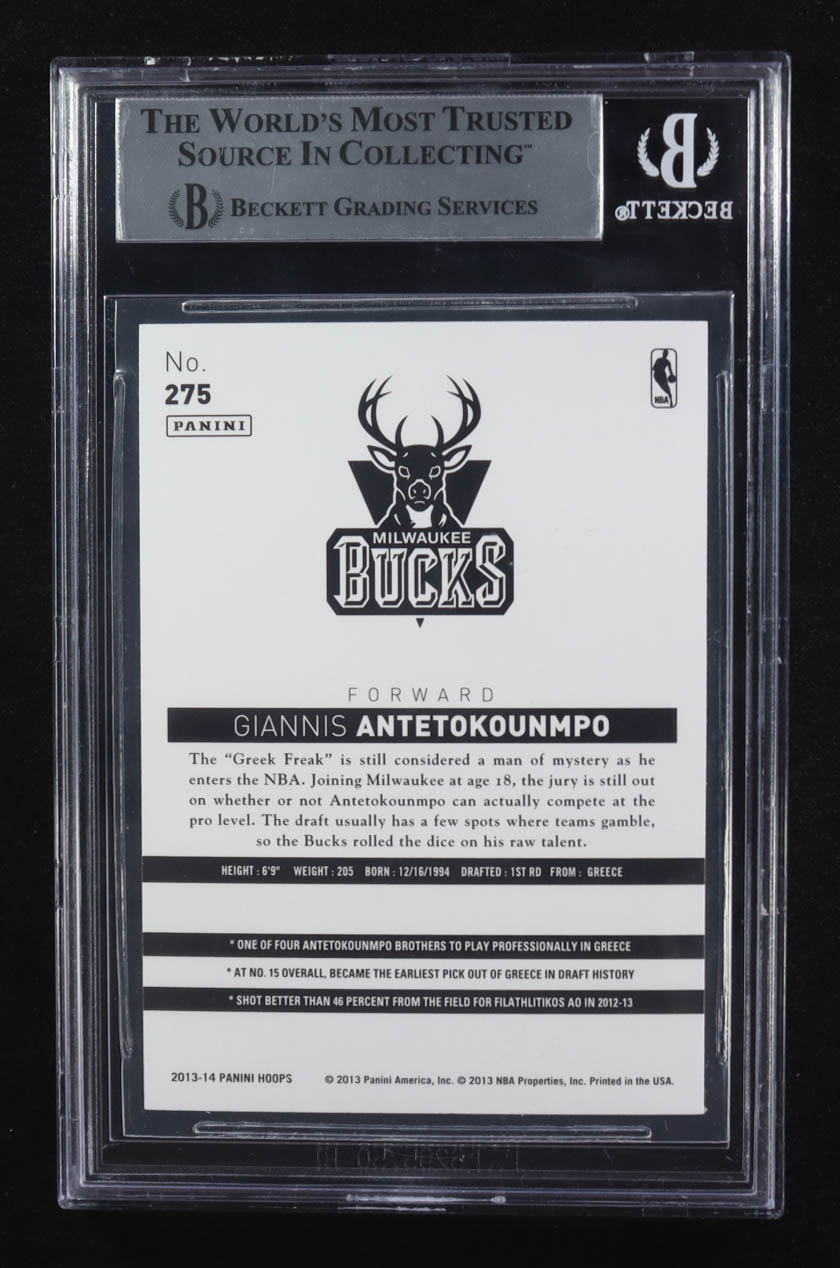 THE WORLD'S MOST TRUSTED
SOURCE IN COLLECTING™
B BECKETT GRADING SERVICES
B
BECKETT®
No.
275
PANINI
NBA
MILWAUKEE
BUCKS
FORWARD
GIANNIS ANTETOKOUNMPO
The “Greek Freak” is still considered a man of mystery as he
enters the NBA. Joining Milwaukee at age 18, the jury is still out
on whether or not Antetokounmpo can actually compete at the
pro level. The draft usually has a few spots where teams gamble,
so the Bucks rolled the dice on his raw talent.
HEIGHT : 6'9" WEIGHT : 205 BORN : 12/16/1994 DRAFTED : 1ST RD FROM : GREECE
* ONE OF FOUR ANTETOKOUNMPO BROTHERS TO PLAY PROFESSIONALLY IN GREECE
* AT NO. 15 OVERALL, BECAME THE EARLIEST PICK OUT OF GREECE IN DRAFT HISTORY
* SHOT BETTER THAN 46 PERCENT FROM THE FIELD FOR FILATHLITIKOS AO IN 2012-13
2013-14 PANINI HOOPS © 2013 Panini America, Inc. © 2013 NBA Properties, Inc. Printed in the USA.